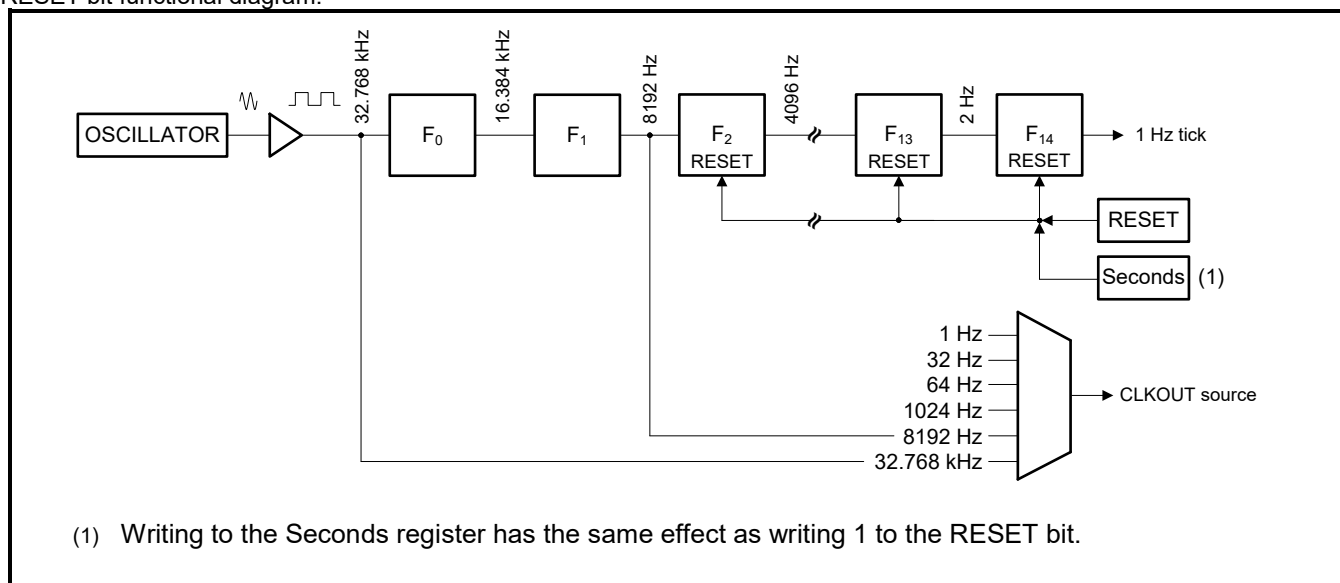 RESET bit functional diagram:
32.768 kHz
16.384 kHz
8192 Hz
4096 Hz
2 Hz
OSCILLATOR
F0
F1
F2
RESET
F13
RESET
F14
RESET
1 Hz tick
RESET
Seconds (1)
1 Hz
32 Hz
64 Hz
1024 Hz
8192 Hz
32.768 kHz
CLKOUT source
(1) Writing to the Seconds register has the same effect as writing 1 to the RESET bit.